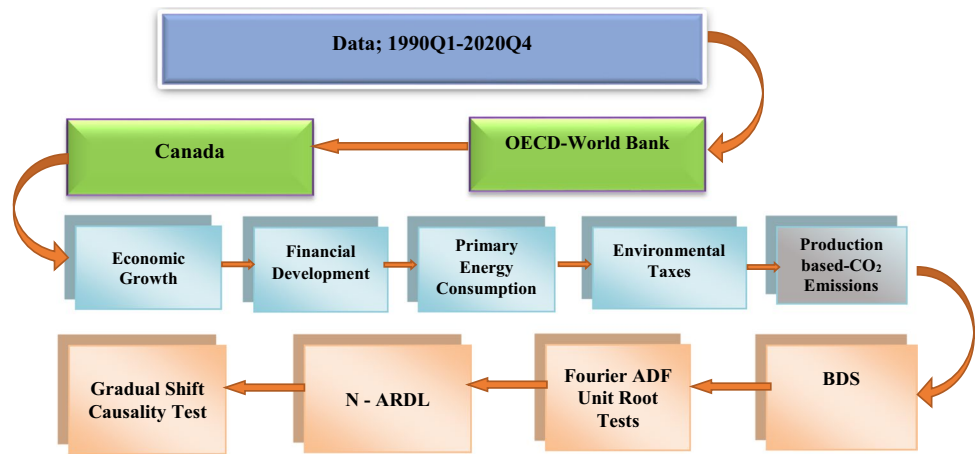 Data; 1990Q1-2020Q4
OECD-World Bank
Canada
Economic
Growth
Financial
Development
Primary
Energy
Consumption
Environmental
Taxes
Production
based-CO₂
Emissions
BDS
Fourier ADF
Unit Root
Tests
N - ARDL
Gradual Shift
Causality Test